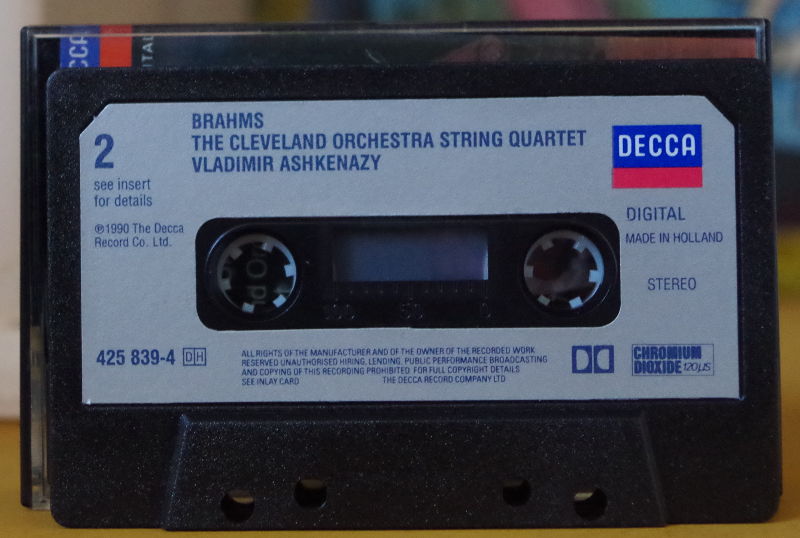 CCA
ITAL
BRAHMS
THE CLEVELAND ORCHESTRA STRING QUARTET
VLADIMIR ASHKENAZY
2
see insert
for details
℗1990 The Decca
Record Co. Ltd.
DECCA
DIGITAL
MADE IN HOLLAND
STEREO
425 839-4 DH
ALL RIGHTS OF THE MANUFACTURER AND OF THE OWNER OF THE RECORDED WORK
RESERVED UNAUTHORISED HIRING, LENDING, PUBLIC PERFORMANCE BROADCASTING
AND COPYING OF THIS RECORDING PROHIBITED. FOR FULL COPYRIGHT DETAILS
SEE INLAY CARD THE DECCA RECORD COMPANY LTD
CHROMIUM
DIOXIDE 120µS